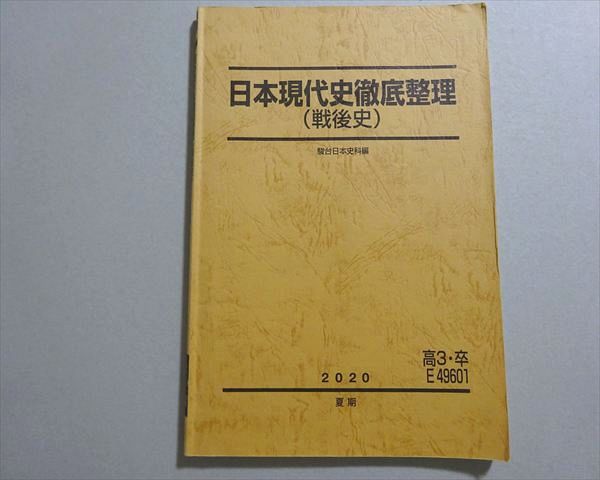 日本現代史徹底整理
(戦後史)
駿台日本史科編
高3・卒
2020
E49601
夏期